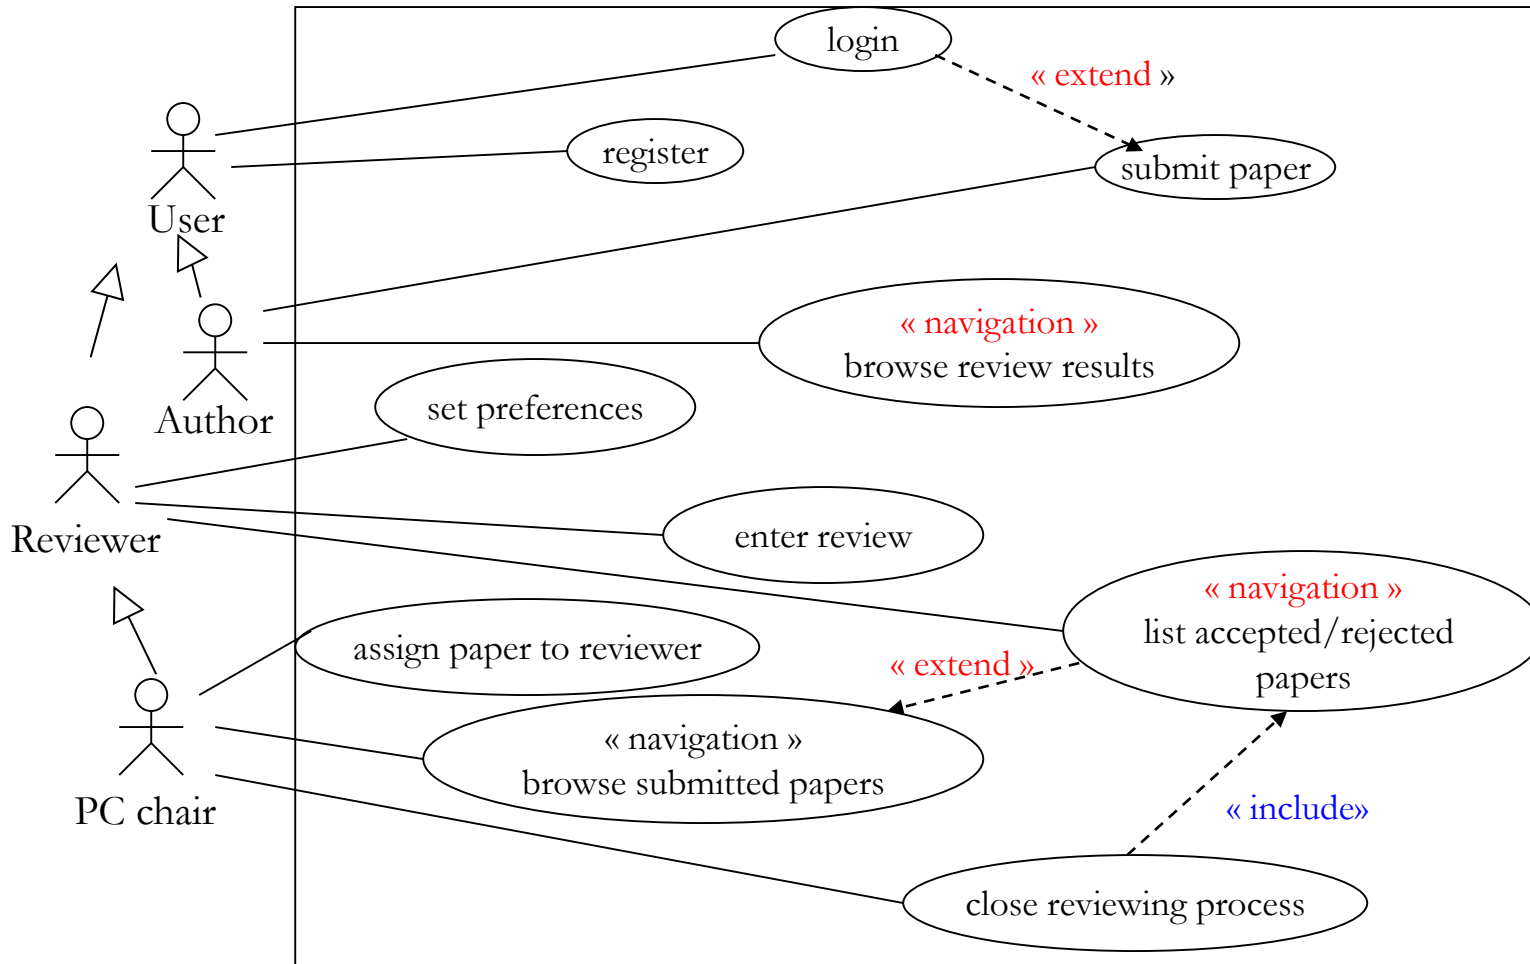 login
« extend »
register
submit paper
User
« navigation »
browse review results
Author
set preferences
Reviewer
enter review
« navigation »
list accepted/rejected
papers
assign paper to reviewer
« extend »
« navigation »
browse submitted papers
PC chair
« include»
close reviewing process